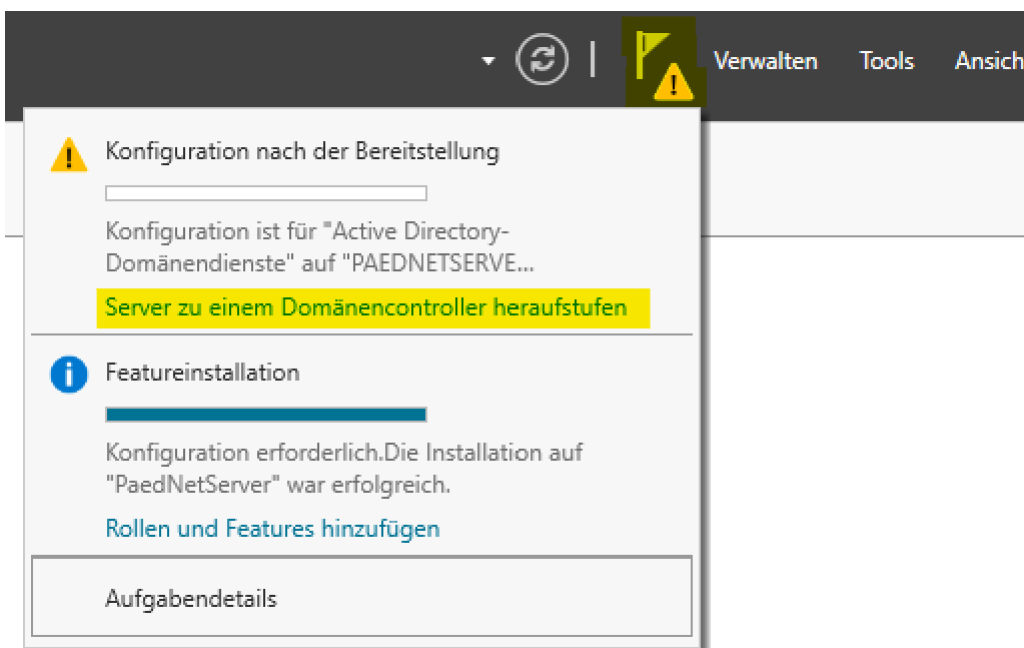 Verwalten Tools Ansich
Konfiguration nach der Bereitstellung
Konfiguration ist für "Active Directory-
Domänendienste" auf "PAEDNETSERVE...
Server zu einem Domänencontroller heraufstufen
Featureinstallation
Konfiguration erforderlich.Die Installation auf
"PaedNetServer" war erfolgreich.
Rollen und Features hinzufügen
Aufgabendetails